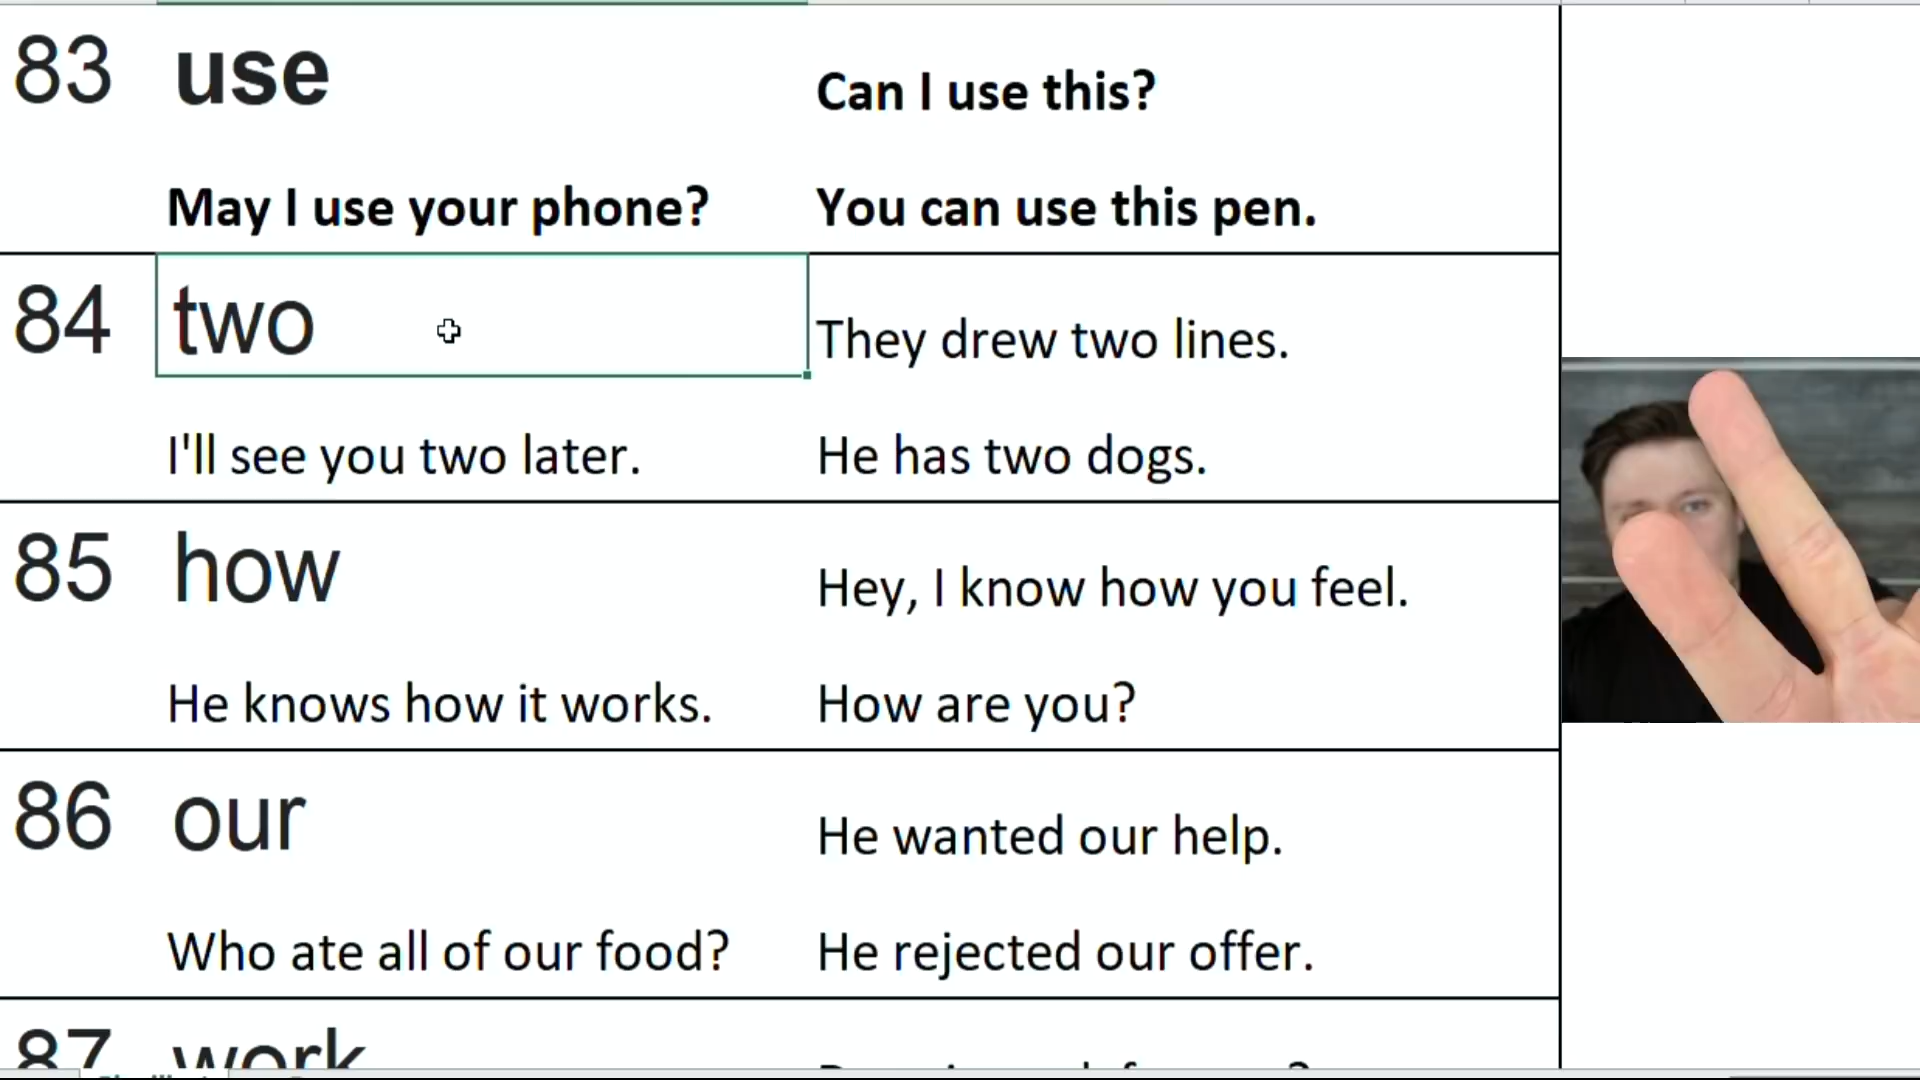 83 use
Can I use this?
May I use your phone? You can use this pen.
84 two
They drew two lines.
I'll see you two later. He has two dogs.
85 how
Hey, I know how you feel.
He knows how it works. How are you?
86 our
He wanted our help.
Who ate all of our food? He rejected our offer.
87 work